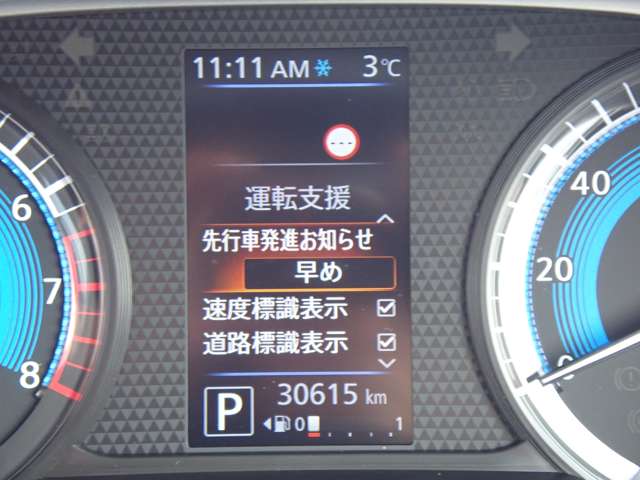 11:11 AM 3℃
---
運転支援
先行車発進お知らせ
早め
速度標識表示
道路標識表示
P 30615 km
0 1
6
7
8
40
20
0